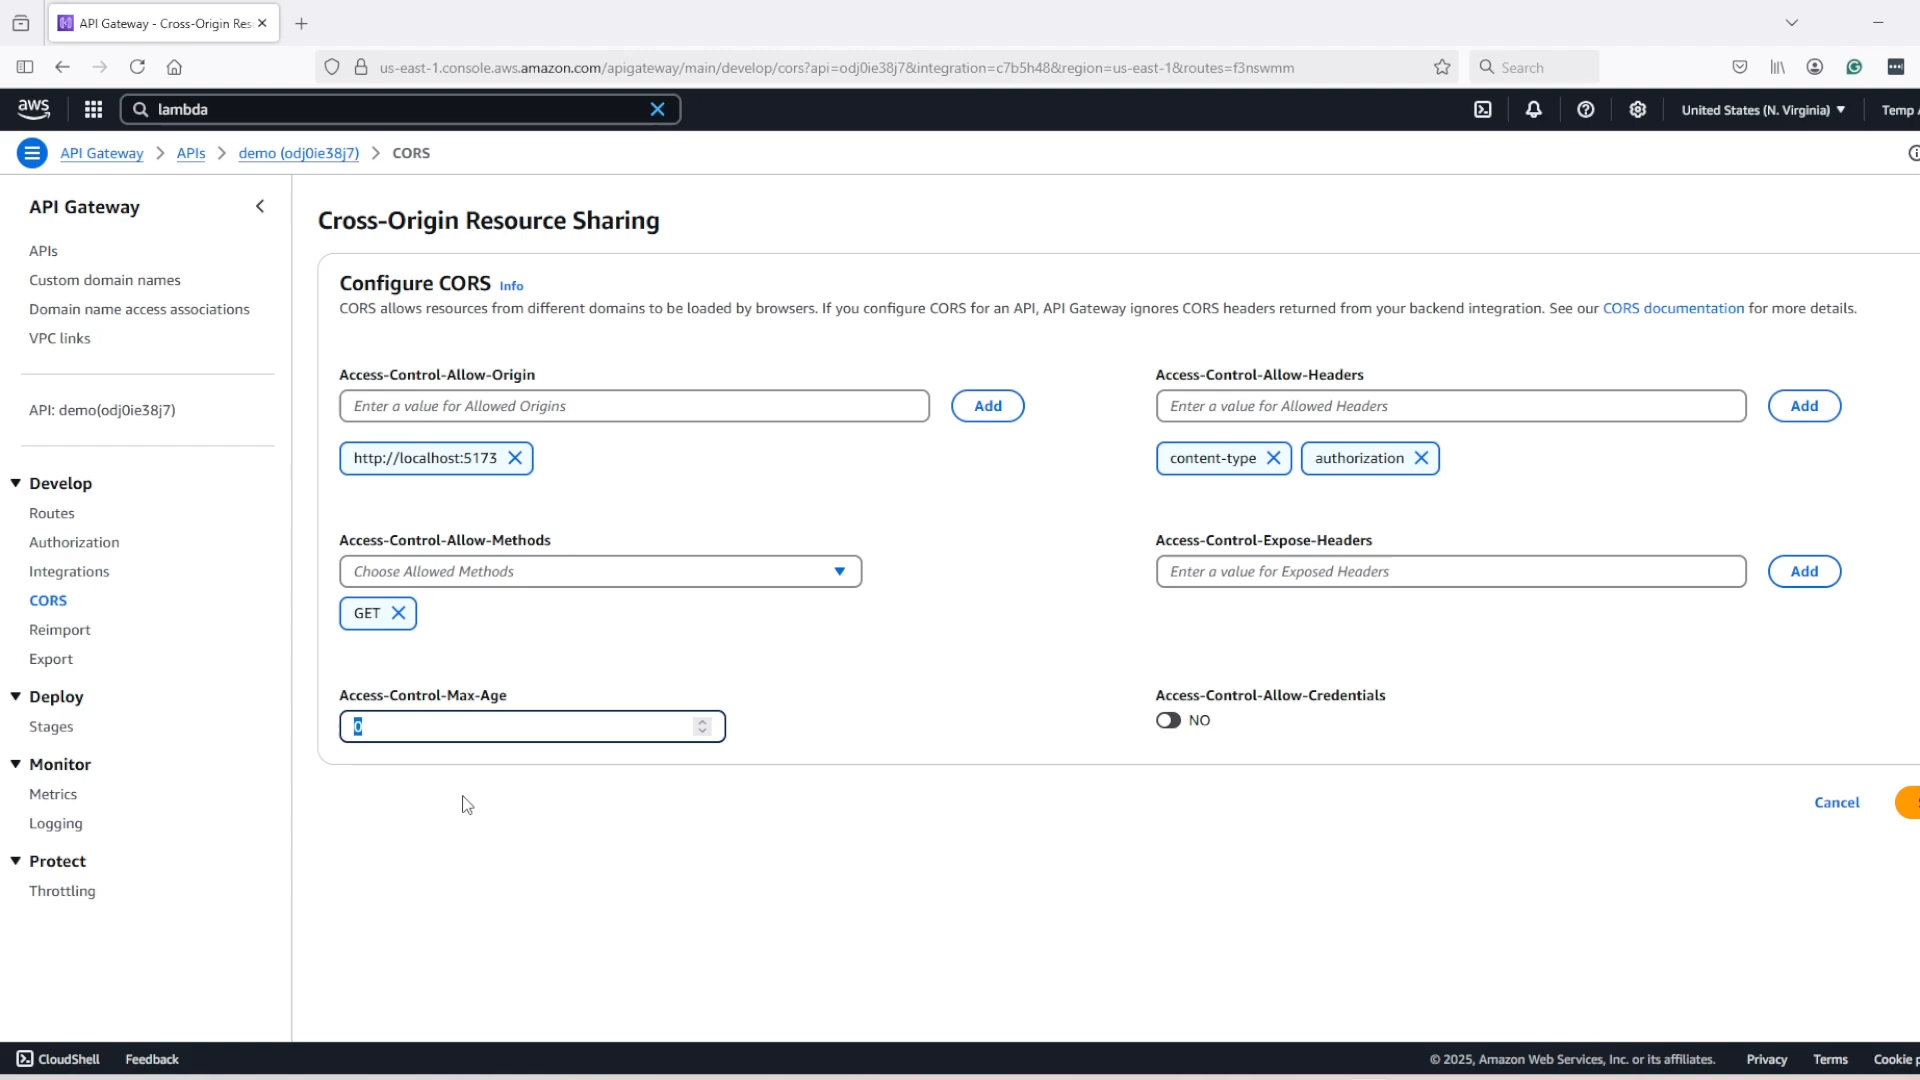 API Gateway - Cross-Origin Res
us-east-1.console.aws.amazon.com/apigateway/main/develop/cors?api=odj0ie38j7&integration=c7b5h48&region=us-east-1&routes=f3nswmm
Search
aws
lambda
United States (N. Virginia)
Temp
API Gateway
APIs
demo (odj0ie38j7)
CORS
API Gateway
APIs
Custom domain names
Domain name access associations
VPC links
API: demo(odj0ie38j7)
Develop
Routes
Authorization
Integrations
CORS
Reimport
Export
Deploy
Stages
Monitor
Metrics
Logging
Protect
Throttling
Cross-Origin Resource Sharing
Configure CORS Info
CORS allows resources from different domains to be loaded by browsers. If you configure CORS for an API, API Gateway ignores CORS headers returned from your backend integration. See our CORS documentation for more details.
Access-Control-Allow-Origin
Enter a value for Allowed Origins
Add
http://localhost:5173
Access-Control-Allow-Headers
Enter a value for Allowed Headers
Add
content-type
authorization
Access-Control-Allow-Methods
Choose Allowed Methods
GET
Access-Control-Expose-Headers
Enter a value for Exposed Headers
Add
Access-Control-Max-Age
0
Access-Control-Allow-Credentials
NO
Cancel
CloudShell
Feedback
© 2025, Amazon Web Services, Inc. or its affiliates.
Privacy
Terms
Cookie